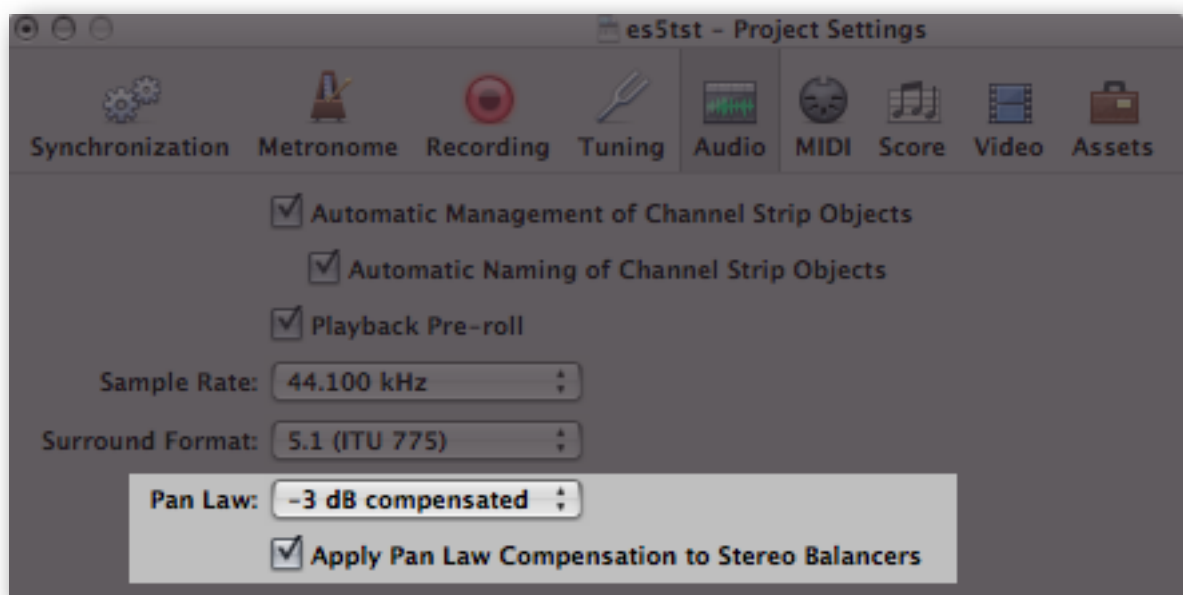 es5tst - Project Settings
Synchronization Metronome Recording Tuning Audio MIDI Score Video Assets
Automatic Management of Channel Strip Objects
Automatic Naming of Channel Strip Objects
Playback Pre-roll
Sample Rate: 44.100 kHz
Surround Format: 5.1 (ITU 775)
Pan Law: -3 dB compensated
Apply Pan Law Compensation to Stereo Balancers